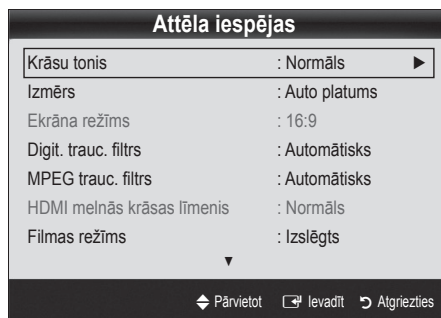 Attēla iespējas
Krāsu tonis : Normāls ►
Izmērs : Auto platums
Ekrāna režīms : 16:9
Digit. trauc. filtrs : Automātisks
MPEG trauc. filtrs : Automātisks
HDMI melnās krāsas līmenis : Normāls
Filmas režīms : Izslēgts
▼
Pārvietot Ievadīt Atgriezties